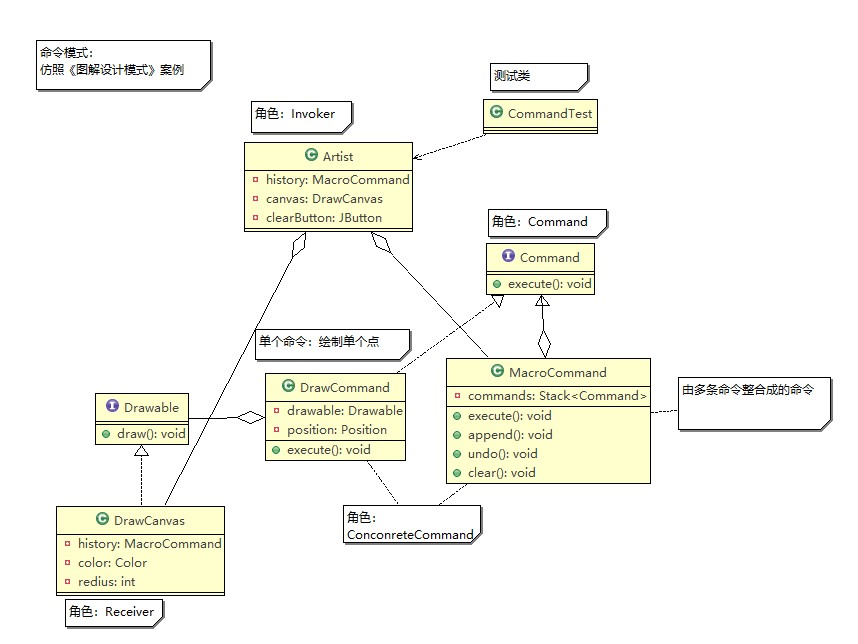 命令模式：
仿照《图解设计模式》案例
测试类
CommandTest
角色：Invoker
Artist
history: MacroCommand
canvas: DrawCanvas
clearButton: JButton
角色：Command
Command
execute(): void
单个命令：绘制单个点
DrawCommand
drawable: Drawable
position: Position
execute(): void
MacroCommand
commands: Stack<Command>
execute(): void
append(): void
undo(): void
clear(): void
由多条命令整合成的命令
Drawable
draw(): void
角色：
ConconreteCommand
DrawCanvas
history: MacroCommand
color: Color
redius: int
角色：Receiver